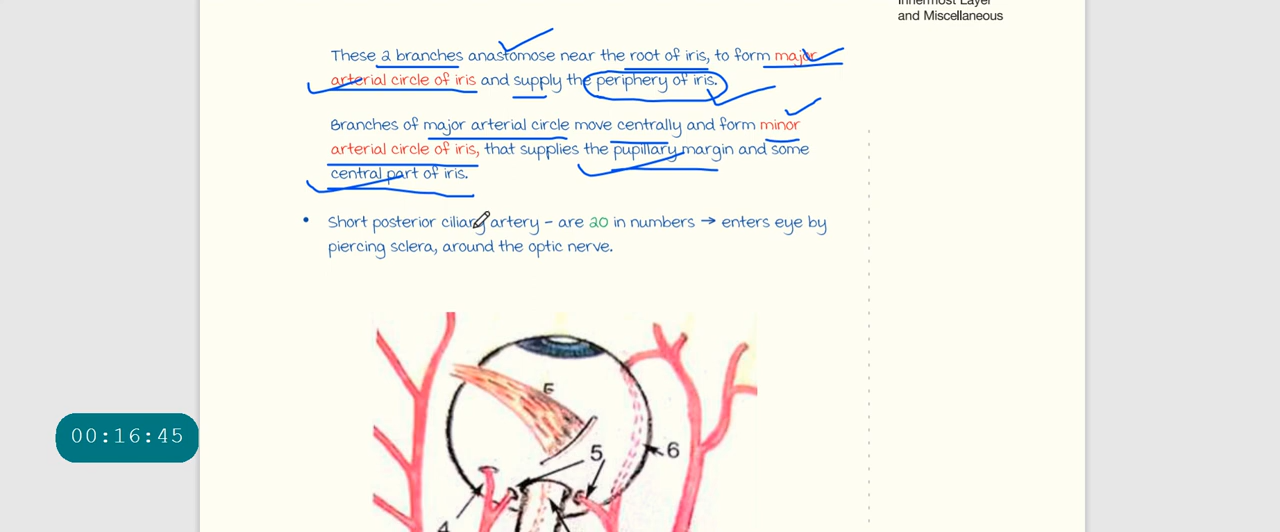 Innermost Layer
and Miscellaneous
These 2 branches anastomose near the root of iris, to form major
arterial circle of iris and supply the periphery of iris.
Branches of major arterial circle move centrally and form minor
arterial circle of iris, that supplies the pupillary margin and some
central part of iris.
• Short posterior ciliary artery - are 20 in numbers → enters eye by
piercing sclera, around the optic nerve.
5
6
4
00:16:45